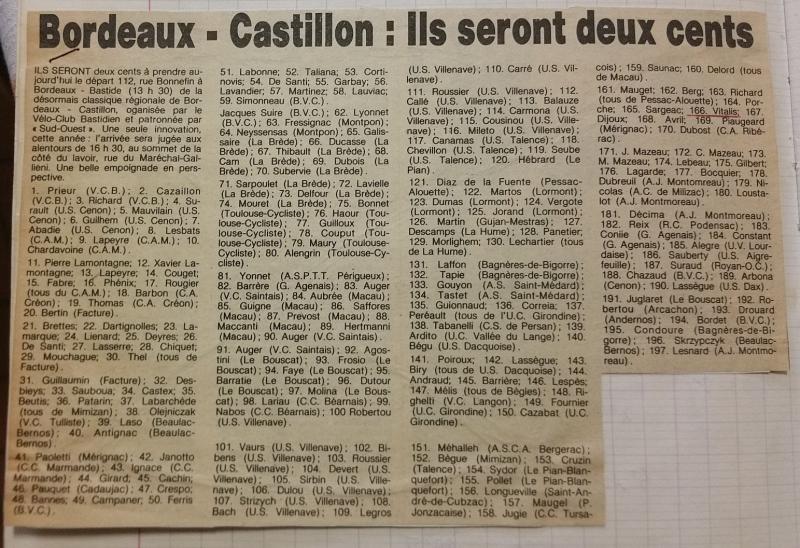 Bordeaux - Castillon : Ils seront deux cents
ILS SERONT deux cents à prendre au-
jourd'hui le départ 112, rue Bonnefin à
Bordeaux - Bastide (13 h 30) de la
désormais classique régionale de Bor-
deaux - Castillon, oganisée par le
Vélo-Club Bastidien et patronnée par
« Sud-Ouest ». Une seule innovation,
cette année : l'arrivée sera jugée aux
alentours de 16 h 30, au sommet de la
côté du lavoir, rue du Maréchal-Gal-
liéni. Une belle empoignade en pers-
pective.
1. Prieur (V.C.B.) ; 2. Cazaillon
(V.C.B.) ; 3. Richard (V.C.B.) ; 4. Su-
rault (U.S. Cenon) ; 5. Mauvilain (U.S.
Cenon) ; 6. Guilhem (U.S. Cenon) ; 7.
Abadie (U.S. Cenon) ; 8. Lesbats
(C.A.M.) ; 9. Lapeyre (C.A.M.) ; 10.
Chardavoine (C.A.M.) .
11. Pierre Lamontagne ; 12. Xavier La-
montagne ; 13. Lapeyre ; 14. Couget ;
15. Fabre ; 16. Phénix ; 17. Rougier
(tous du C.A.M.) ; 18. Barbon (C.A.
Créon) ; 19. Thomas (C.A. Créon) ;
20. Bertin (Facture) .
21. Brettes ; 22. Dartignolles ; 23. La-
marque ; 24. Lienard ; 25. Deyres ; 26.
De Santi ; 27. Lasserre ; 28. Chiquet ;
29. Mouchague ; 30. Thel (tous de
Facture) .
31. Guillaumin (Facture) ; 32. Des-
bleyes ; 33. Sauboua ; 34. Castex ; 35.
Beutis ; 36. Patarin ; 37. Labarchède
(tous de Mimizan) ; 38. Olejniczak
(V.C. Tulliste) ; 39. Laso (Beaulac-
Bernos) ; 40. Antignac (Beaulac-
Bernos) .
41. Paoletti (Mérignac) ; 42. Janotto
(C.C. Marmande) ; 43. Ignace (C.C.
Marmande) ; 44. Girard ; 45. Cachin ;
46. Pauquet (Cadaujac) ; 47. Crespo ;
48. Bannes ; 49. Campaner ; 50. Ferris
(B.V.C.) .
51. Labonne ; 52. Taliana ; 53. Corti-
novis ; 54. De Santi ; 55. Garbay ; 56.
Lavandier ; 57. Martinez ; 58. Lauviac ;
59. Simonneau (B.V.C.) .
Jacques Suire (B.V.C.) ; 62. Lyonnet
(B.V.C.) ; 63. Fressignac (Montpon) ;
64. Neyssensas (Montpon) ; 65. Galis-
saire (La Brède) ; 66. Ducasse (La
Brède) ; 67. Thibault (La Brède) ; 68.
Cam (La Brède) ; 69. Dubois (La
Brède) ; 70. Subervie (La Brède) .
71. Sarpoulet (La Brède) ; 72. Lavielle
(La Brède) ; 73. Delfour (La Brède) ;
74. Mouret (La Brède) ; 75. Bonnet
(Toulouse-Cycliste) ; 76. Haour (Tou-
louse-Cycliste) ; 77. Guilloux (Tou-
louse-Cycliste) ; 78. Couput (Tou-
louse-Cycliste) ; 79. Maury (Toulouse-
Cycliste) ; 80. Alengrin (Toulouse-Cy-
cliste) .
81. Yonnet (A.S.P.T.T. Périgueux) ;
82. Barrère (G. Agenais) ; 83. Auger
(V.C. Saintais) ; 84. Aubrée (Macau) ;
85. Guigne (Macau) ; 86. Saffores
(Macau) ; 87. Prevost (Macau) ; 88.
Maccanti (Macau) ; 89. Hertmanni
(Macau) ; 90. Auger (V.C. Saintais) .
91. Auger (V.C. Saintais) ; 92. Agos-
tini (Le Bouscat) ; 93. Frosio (Le
Bouscat) ; 94. Faye (Le Bouscat) ; 95.
Barratie (Le Bouscat) ; 96. Dutour
(Le Bouscat) ; 97. Molina (Le Bous-
cat) ; 98. Lariau (C.C. Béarnais) ; 99.
Nabos (C.C. Béarnais) ; 100 Robertou
(U.S. Villenave) .
101. Vaurs (U.S. Villenave) ; 102. Bi-
bens (U.S. Villenave) ; 103. Roussier
(U.S. Villenave) ; 104. Devert (U.S.
Villenave) ; 105. Sirbin (U.S. Ville-
nave) ; 106. Dulou (U.S. Villenave) ;
107. Strizych (U.S. Villenave) ; 108.
Bach (U.S. Villenave) ; 109. Legros
(U.S. Villenave) ; 110. Carré (U.S. Vil-
lenave) .
111. Roussier (U.S. Villenave) ; 112.
Callé (U.S. Villenave) ; 113. Balauze
(U.S. Villenave) ; 114. Carmona (U.S.
Villenave) ; 115. Cousinou (U.S. Ville-
nave) ; 116. Mileto (U.S. Villenave) ;
117. Canamas (U.S. Talence) ; 118.
Chevillon (U.S. Talence) ; 119. Seube
(U.S. Talence) ; 120. Hébrard (Le
Pian) .
121. Diaz de la Fuente (Pessac-
Alouette) ; 122. Martos (Lormont) ;
123. Dumas (Lormont) ; 124. Vergote
(Lormont) ; 125. Jorand (Lormont) ;
126. Martin (Gujan-Mestras) ; 127.
Descamps (La Hume) ; 128. Panetier;
129. Morlighem; 130. Lechartier (tous
de La Hume) .
131. Laffon (Bagnères-de-Bigorre) ;
132. Tapie (Bagnères-de-Bigorre) ;
133. Gouyon (A.S. Saint-Médard) ;
134. Tastet (A.S. Saint-Médard) ;
135. Guionnaud ; 136. Correia; 137.
Peréault (tous de l'U.C. Girondine) ;
138. Tabanelli (C.S. de Persan) ; 139.
Ardito (U.C. Vallée du Lange) ; 140.
Bégu (U.S. Dacquoise) .
141. Poiroux; 142. Lasségue; 143.
Biry (tous de U.S. Dacquoise) ; 144.
Andraud; 145. Barrière; 146. Lespès;
147. Mélis (tous de Bègles) ; 148. Ri-
ghelti (V.C. Langon) ; 149. Fournier
(U.C. Girondine) ; 150. Cazabat (U.C.
Girondine) .
151. Méhalleh (A.S.C.A. Bergerac) ;
152. Bègue (Mimizan) ; 153. Cruzin
(Talence) ; 154. Sydor (Le Pian-Blan-
quefort) ; 155. Pollet (Le Pian-Blan-
quefort) ; 156. Longueville (Saint-An-
dré-de-Cubzac) ; 157. Maugel (P.
Jonzacaise) ; 158. Jugie (C.C. Tursa-
cois) ; 159. Saunac; 160. Delord (tous
de Macau) .
161. Mauget; 162. Berg; 163. Richard
(tous de Pessac-Alouette) ; 164. Por-
che; 165. Sargeac; 166. Vitalis; 167.
Dijoux; 168. Avril; 169. Plaugeard
(Mérignac) ; 170. Dubost (C.A. Ribé-
rac) .
171. J. Mazeau; 172. C. Mazeau; 173.
M. Mazeau; 174. Lebeau; 175. Gilbert;
176. Lagarde; 177. Bocquier; 178.
Dubreuil (A.J. Montomreau) ; 179. Ni-
colas (A.C. de Milizac) ; 180. Lousta-
lot (A.J. Montmoreau) .
181. Décima (A.J. Montmoreau) ;
182. Reix (R.C. Podensac) ; 183.
Coniie (G. Agenais) ; 184. Constant
(G. Agenais) ; 185. Alegre (U.V. Lour-
daise) ; 186. Sauberty (U.S. Aigre-
feuille) ; 187. Suraud (Royan-O.C.) ;
188. Chazaud (B.V.C.) ; 189. Arbona
(Cenon) ; 190. Lassègue (U.S. Dax) .
191. Juglaret (Le Bouscat) ; 192. Ro-
bertou (Arcachon) ; 193. Drouard
(Andernos) ; 194. Bordet (B.V.C.) ;
195. Condoure (Bagnères-de-Bi-
gorre) ; 196. Skrzypczyk (Beaulac-
Bernos) ; 197. Lesnard (A.J. Montmo-
reau) .